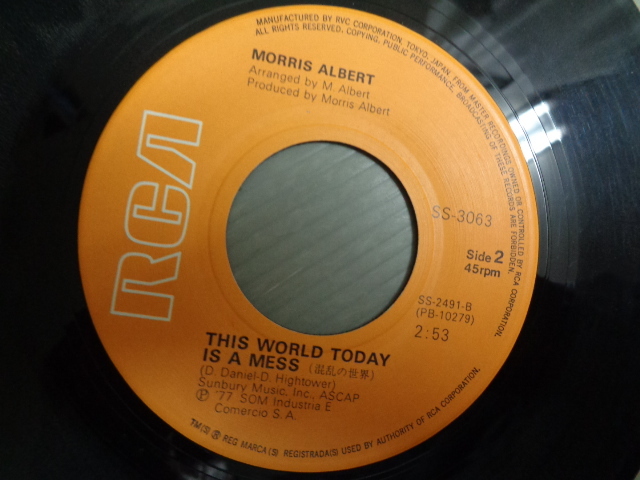 MANUFACTURED BY RVC CORPORATION, TOKYO, JAPAN, FROM MASTER RECORDINGS OWNED OR CONTROLLED BY RCA CORPORATION.
ALL RIGHTS RESERVED, COPYING, PUBLIC PERFORMANCE, BROADCASTING OF THESE RECORDS ARE FORBIDDEN.
MORRIS ALBERT
Arranged by M. Albert
Produced by Morris Albert
RCA
SS-3063
Side 2
45rpm
SS-2491-B
(PB-10279)
2:53
THIS WORLD TODAY
IS A MESS (混乱の世界)
(D. Daniel-D. Hightower)
Sunbury Music, Inc., ASCAP
Ⓟ '77 SOM Industria E
Comercio S.A.
TM(S) ® REG MARCA(S) REGISTRADA(S) USED BY AUTHORITY OF RCA CORPORATION.